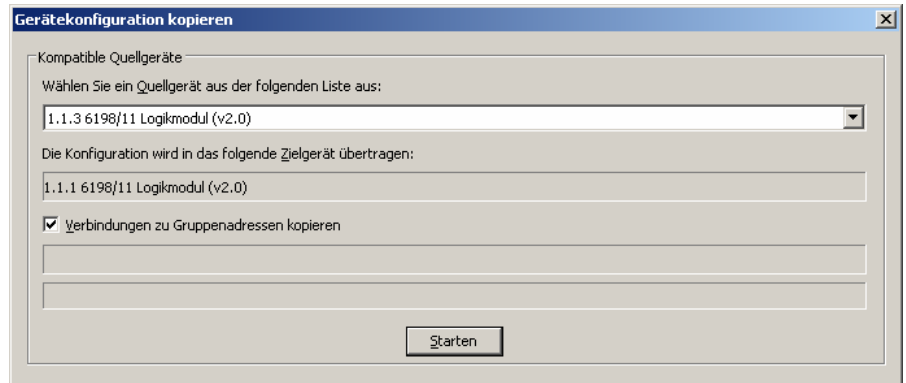 Gerätekonfiguration kopieren
Kompatible Quellgeräte
Wählen Sie ein Quellgerät aus der folgenden Liste aus:
1.1.3 6198/11 Logikmodul (v2.0)
Die Konfiguration wird in das folgende Zielgerät übertragen:
1.1.1 6198/11 Logikmodul (v2.0)
Verbindungen zu Gruppenadressen kopieren
Starten